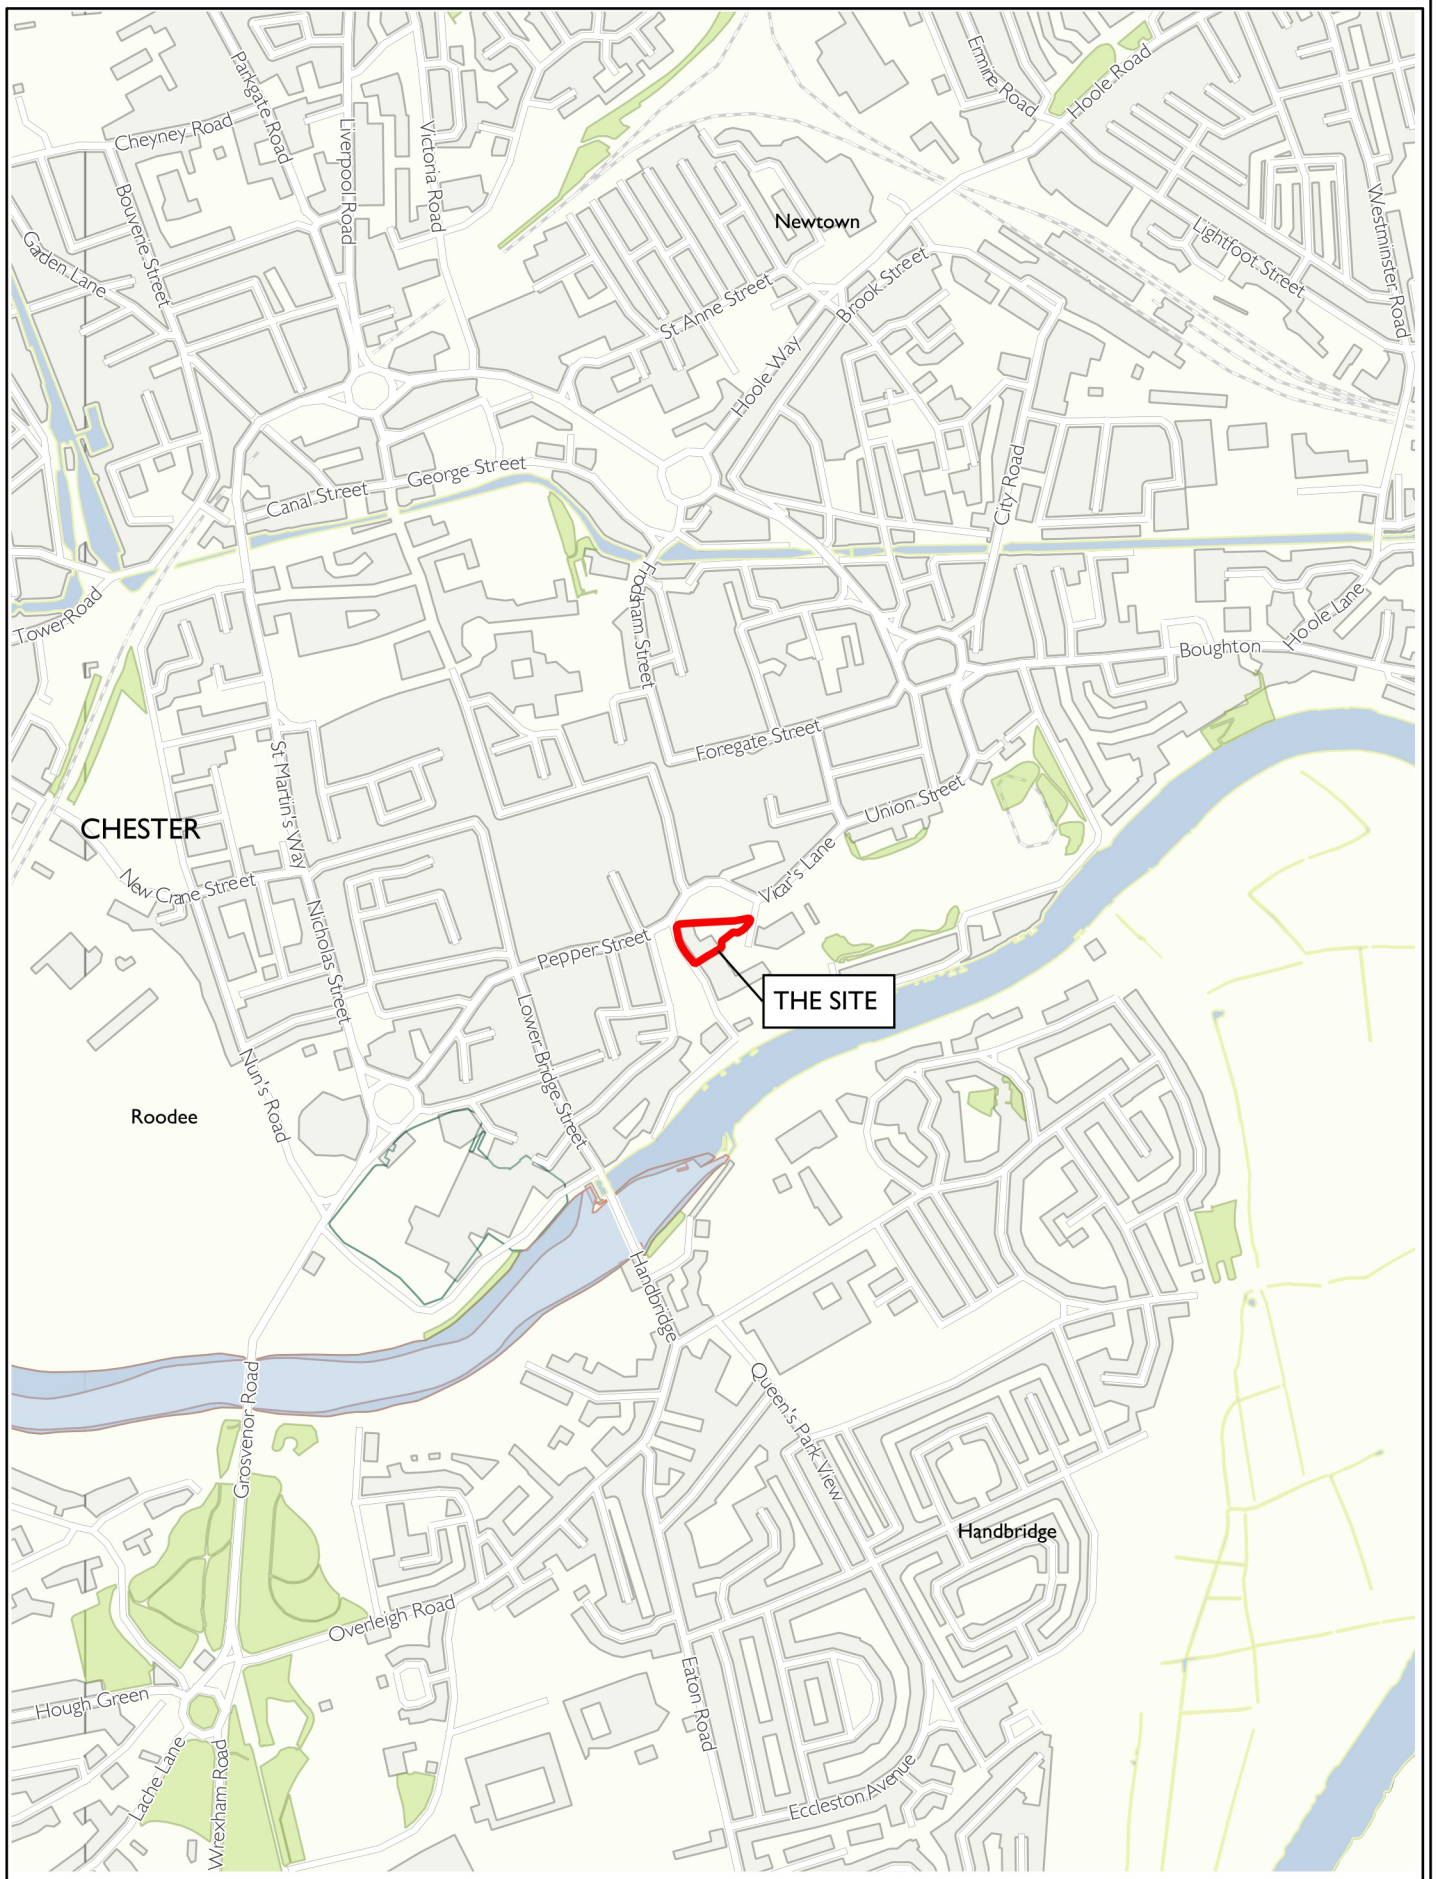 Parkgate Road
Ermine Road
Hoole Road
Cheyney Road
Liverpool Road
Victoria Road
Bouverie Street
Westminster Road
Newtown
Garden Lane
Lightfoot Street
Brook Street
St. Anne Street
Hoole Way
George Street
City Road
Canal Street
Frodsham Street
Tower Road
Hoole Lane
Boughton
Foregate Street
St Martin's Way
Union Street
CHESTER
Vicar's Lane
New Crane Street
Nicholas Street
Pepper Street
THE SITE
Lower Bridge Street
Nun's Road
Roodee
Handbridge
Grosvenor Road
Queen's Park View
Handbridge
Overleigh Road
Hough Green
Eaton Road
Lache Lane
Wrexham Road
Eccleston Avenue